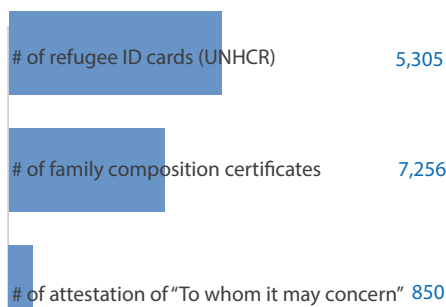 # of refugee ID cards (UNHCR) 5,305
# of family composition certificates 7,256
# of attestation of “To whom it may concern” 850